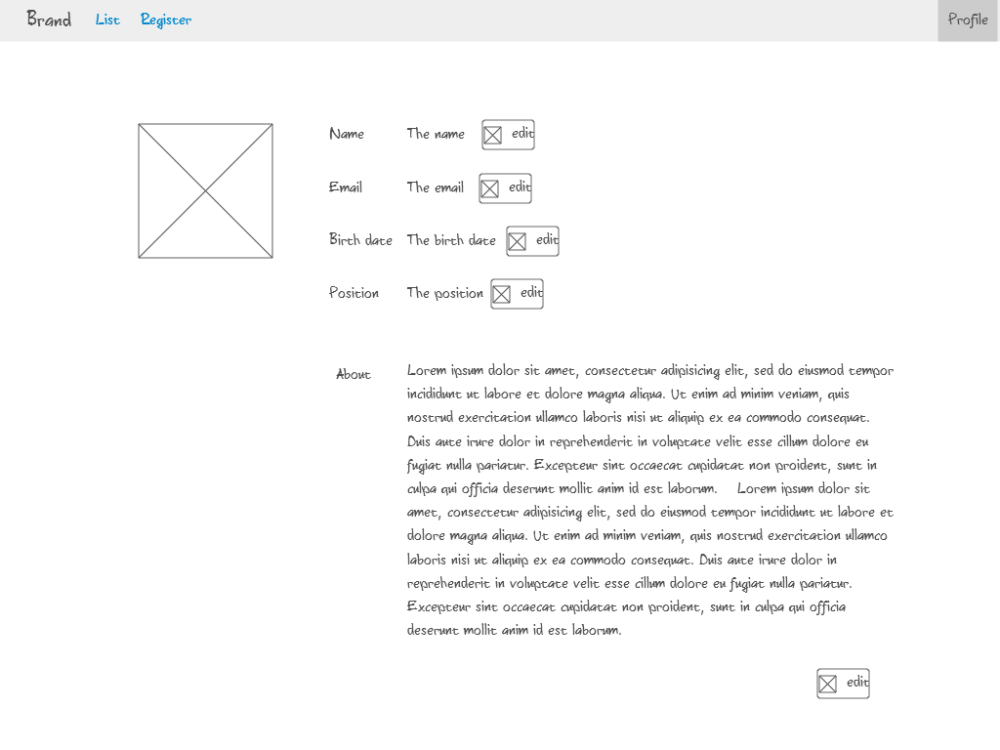 Brand List Register Profile
Name The name edit
Email The email edit
Birth date The birth date edit
Position The position edit
About
Lorem ipsum dolor sit amet, consectetur adipisicing elit, sed do eiusmod tempor
incididunt ut labore et dolore magna aliqua. Ut enim ad minim veniam, quis
nostrud exercitation ullamco laboris nisi ut aliquip ex ea commodo consequat.
Duis aute irure dolor in reprehenderit in voluptate velit esse cillum dolore eu
fugiat nulla pariatur. Excepteur sint occaecat cupidatat non proident, sunt in
culpa qui officia deserunt mollit anim id est laborum. Lorem ipsum dolor sit
amet, consectetur adipisicing elit, sed do eiusmod tempor incididunt ut labore et
dolore magna aliqua. Ut enim ad minim veniam, quis nostrud exercitation ullamco
laboris nisi ut aliquip ex ea commodo consequat. Duis aute irure dolor in
reprehenderit in voluptate velit esse cillum dolore eu fugiat nulla pariatur.
Excepteur sint occaecat cupidatat non proident, sunt in culpa qui officia
deserunt mollit anim id est laborum.
edit